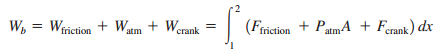 W_b = W_friction + W_atm + W_crank = ∫_1^2 (F_friction + P_atm A + F_crank) dx